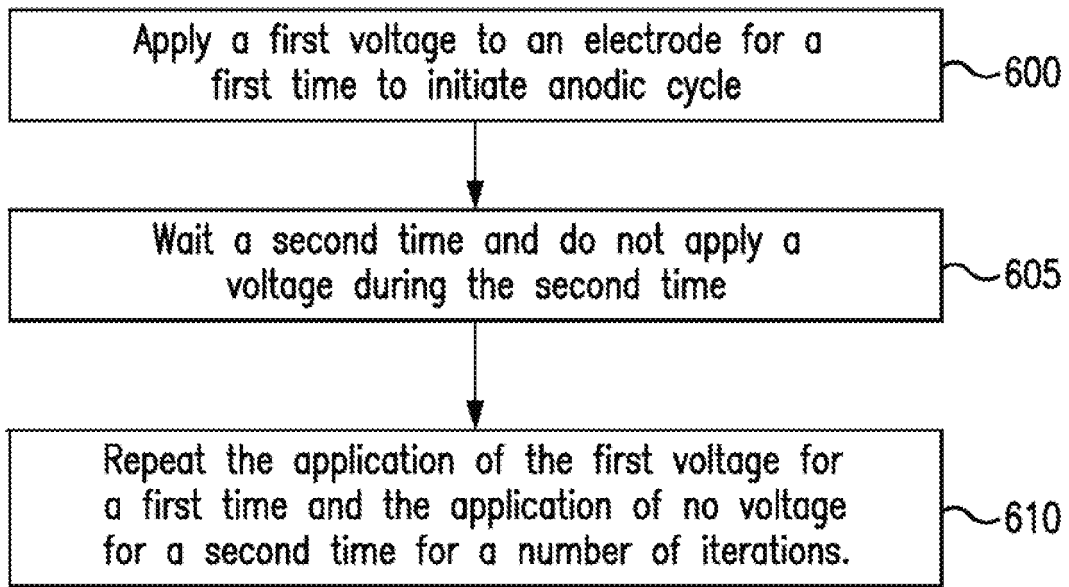 Apply a first voltage to an electrode for a
first time to initiate anodic cycle
600
Wait a second time and do not apply a
voltage during the second time
605
Repeat the application of the first voltage for
a first time and the application of no voltage
for a second time for a number of iterations.
610